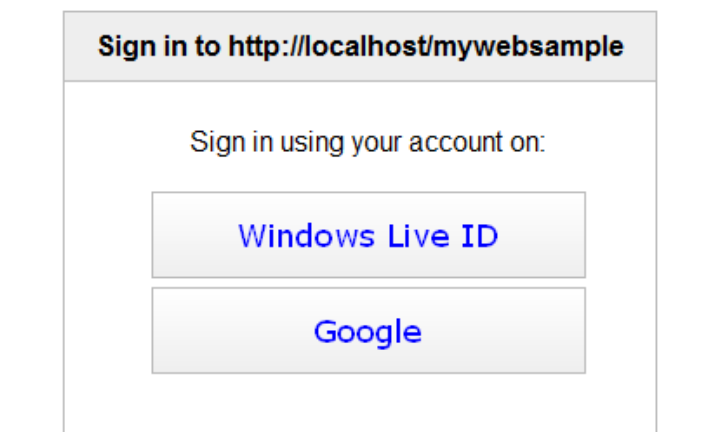 Sign in to http://localhost/mywebsample
Sign in using your account on:
Windows Live ID
Google